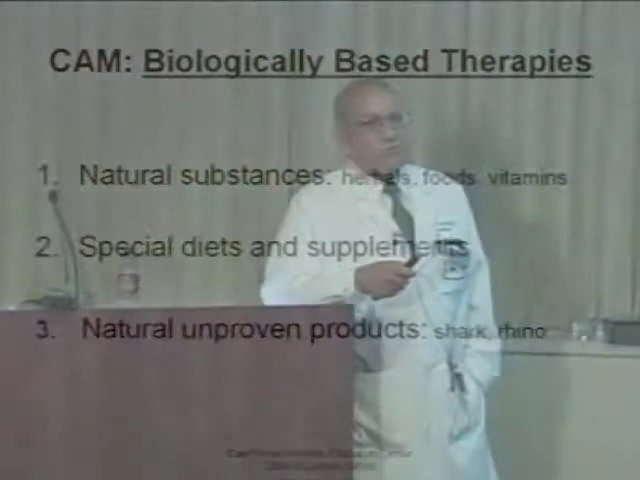 CAM: Biologically Based Therapies
1. Natural substances: herbals, foods, vitamins
2. Special diets and supplements
3. Natural unproven products: shark, rhino